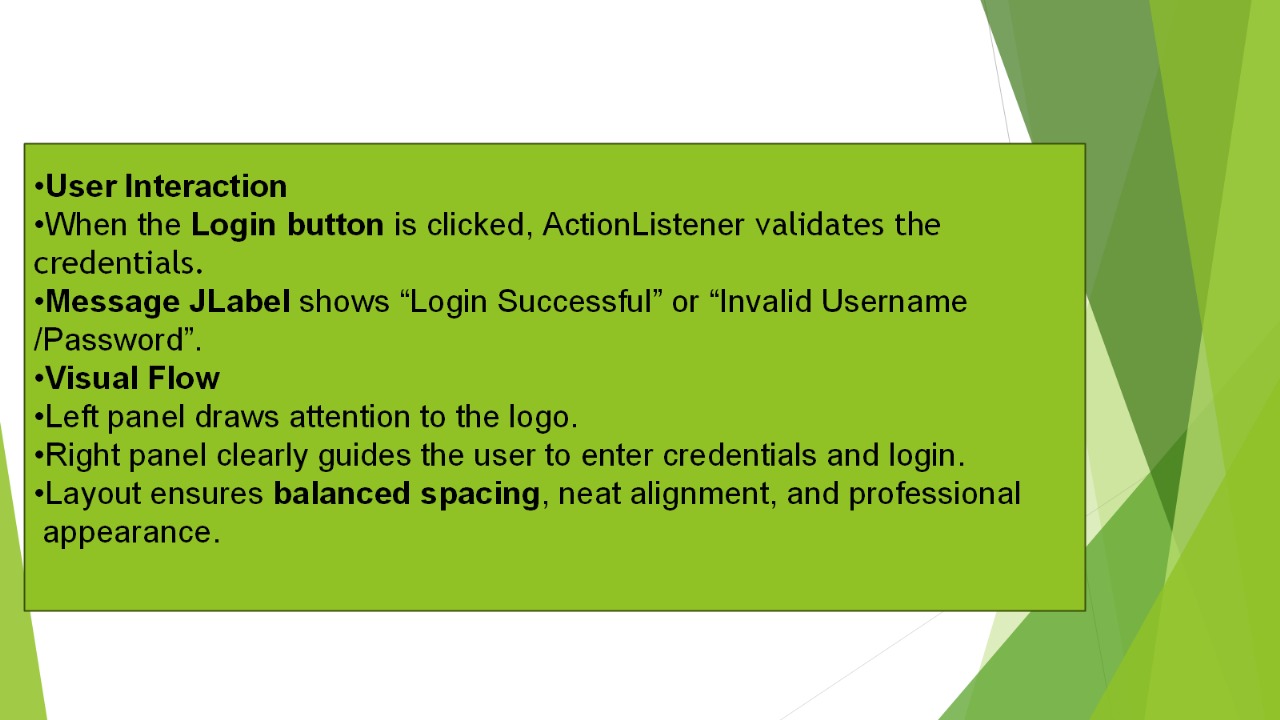 •User Interaction
•When the Login button is clicked, ActionListener validates the
credentials.
•Message JLabel shows “Login Successful” or “Invalid Username
/Password”.
•Visual Flow
•Left panel draws attention to the logo.
•Right panel clearly guides the user to enter credentials and login.
•Layout ensures balanced spacing, neat alignment, and professional
appearance.